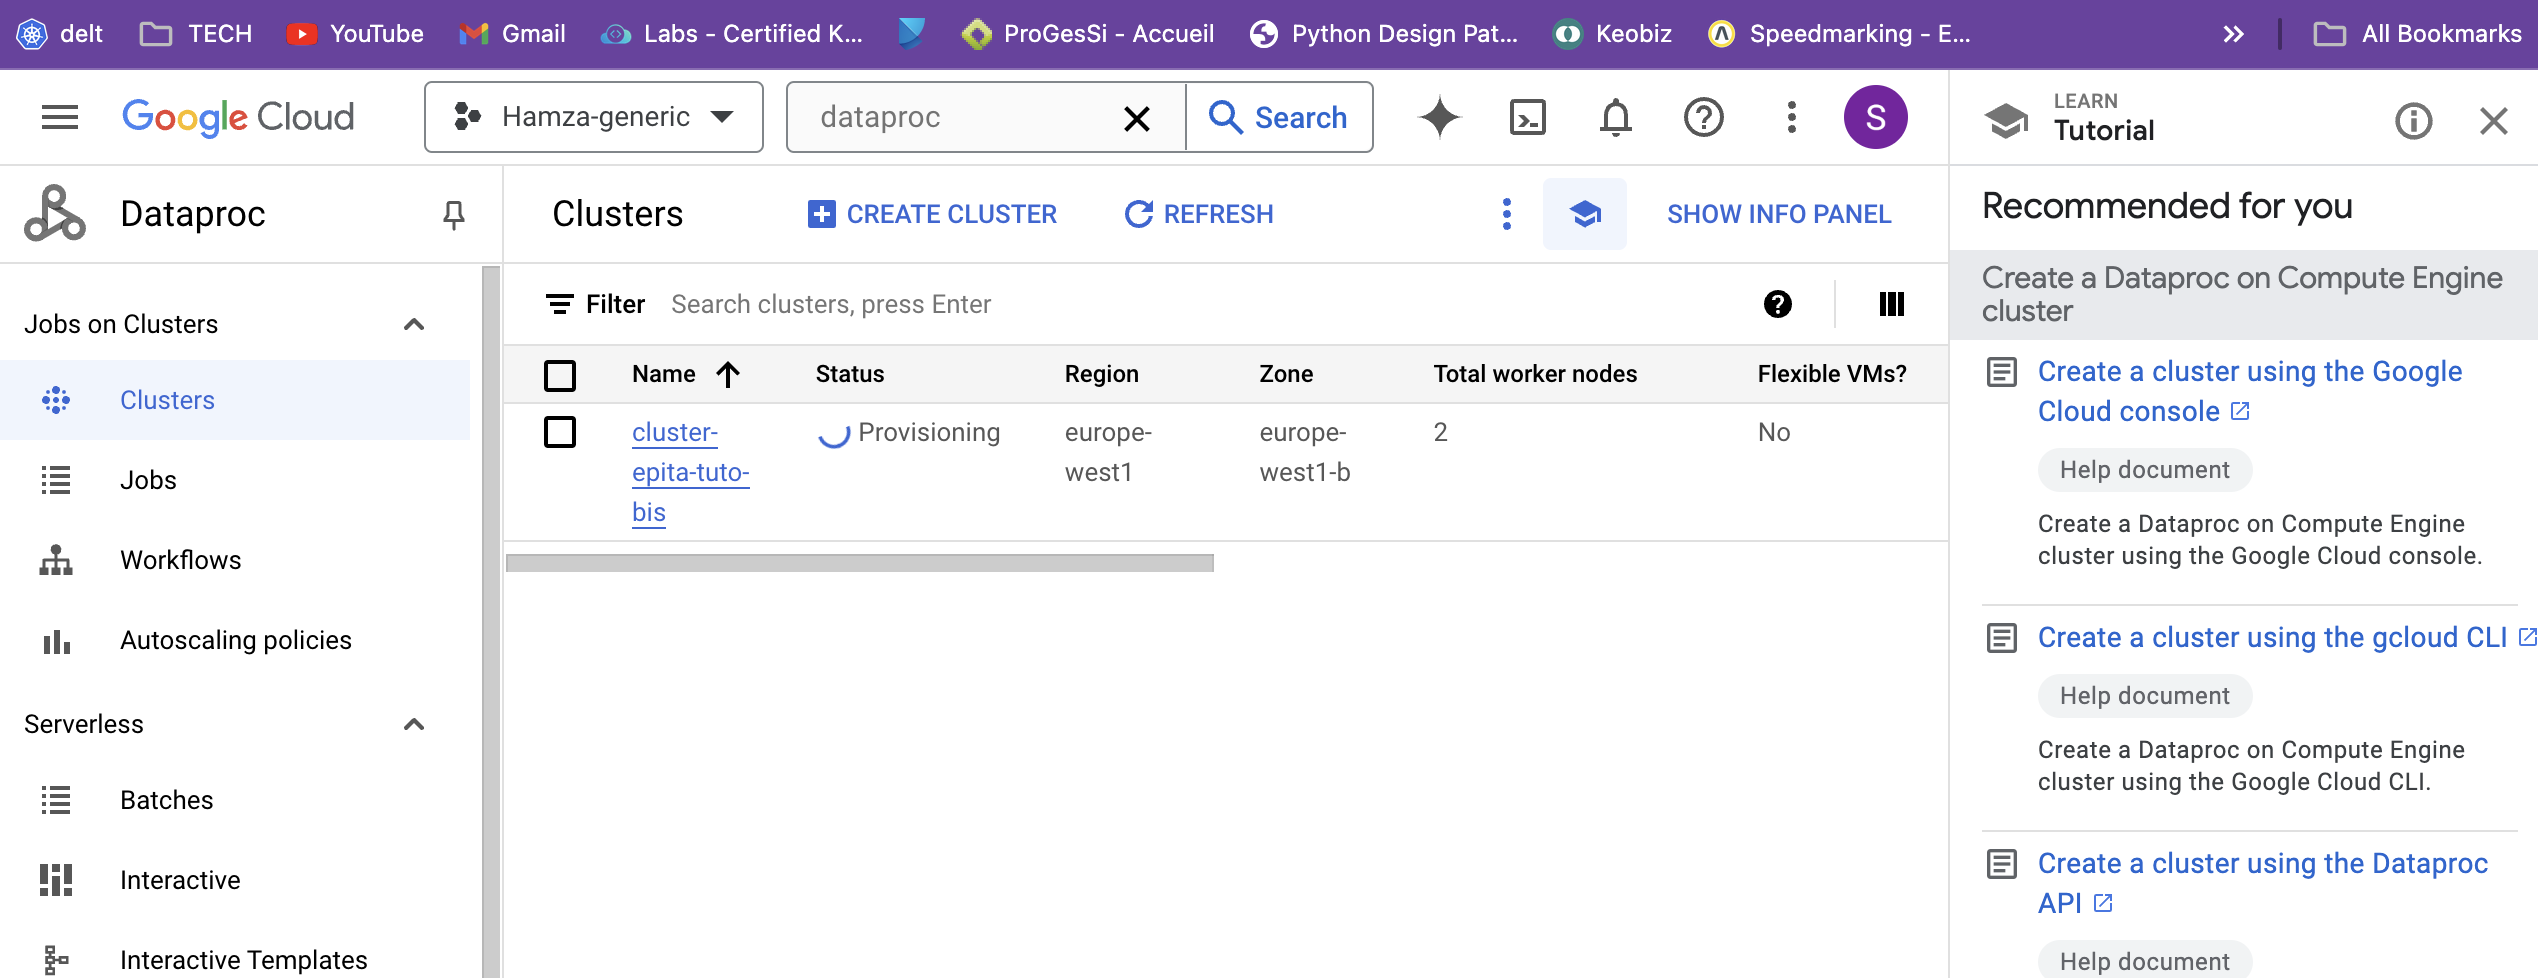 delt TECH YouTube Gmail Labs - Certified K... ProGesSi - Accueil Python Design Pat... Keobiz Speedmarking - E... All Bookmarks
Google Cloud Hamza-generic dataproc Search S
LEARN
Tutorial
Dataproc
Clusters CREATE CLUSTER REFRESH SHOW INFO PANEL
Jobs on Clusters
Clusters
Jobs
Workflows
Autoscaling policies
Serverless
Batches
Interactive
Interactive Templates
Filter Search clusters, press Enter
Name Status Region Zone Total worker nodes Flexible VMs?
cluster- Provisioning europe- europe- 2 No
epita-tuto- west1 west1-b
bis
Recommended for you
Create a Dataproc on Compute Engine
cluster
Create a cluster using the Google
Cloud console
Help document
Create a Dataproc on Compute Engine
cluster using the Google Cloud console.
Create a cluster using the gcloud CLI
Help document
Create a Dataproc on Compute Engine
cluster using the Google Cloud CLI.
Create a cluster using the Dataproc
API
Help document